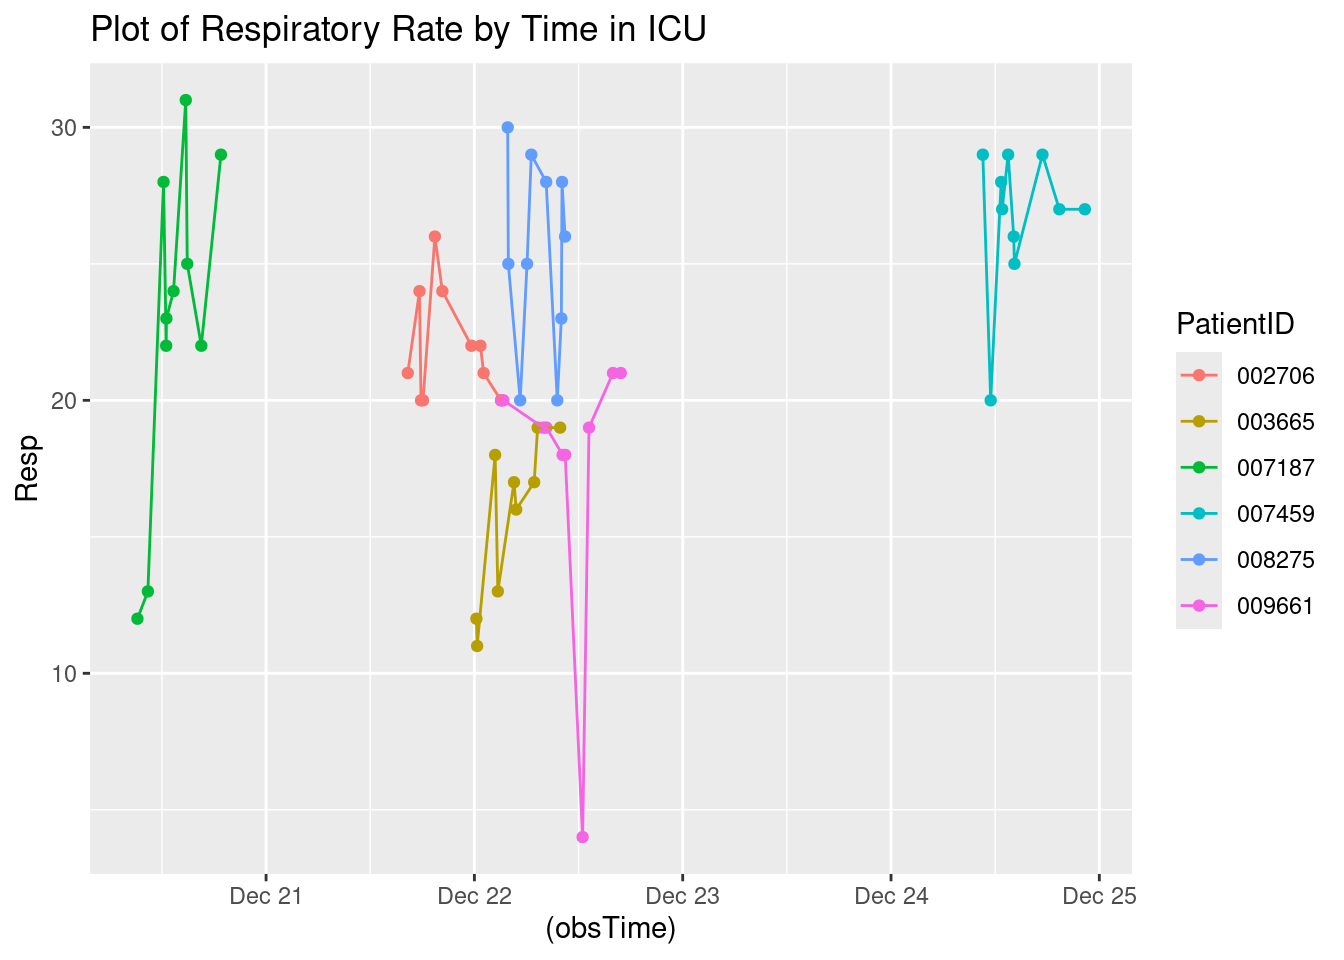 Plot of Respiratory Rate by Time in ICU
30
20
10
Resp
Dec 21
Dec 22
Dec 23
Dec 24
Dec 25
(obsTime)
PatientID
002706
003665
007187
007459
008275
009661